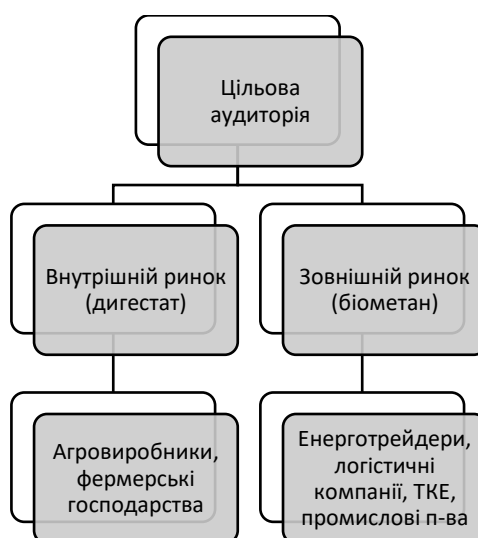 Цільова
аудиторія
Внутрішній ринок
(дигестат)
Зовнішній ринок
(біометан)
Агровиробники,
фермерські
господарства
Енерготрейдери,
логістичні
компанії, ТКЕ,
промислові п-ва